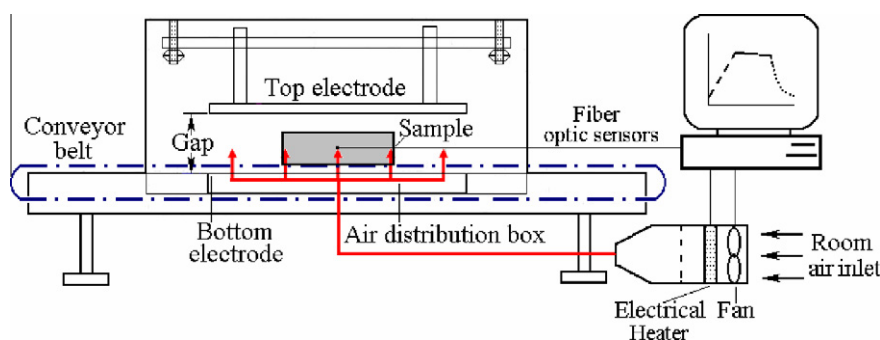 Top electrode
Conveyor
belt
Gap
Sample
Fiber
optic sensors
Bottom
electrode
Air distribution box
Room
air inlet
Electrical
Heater
Fan